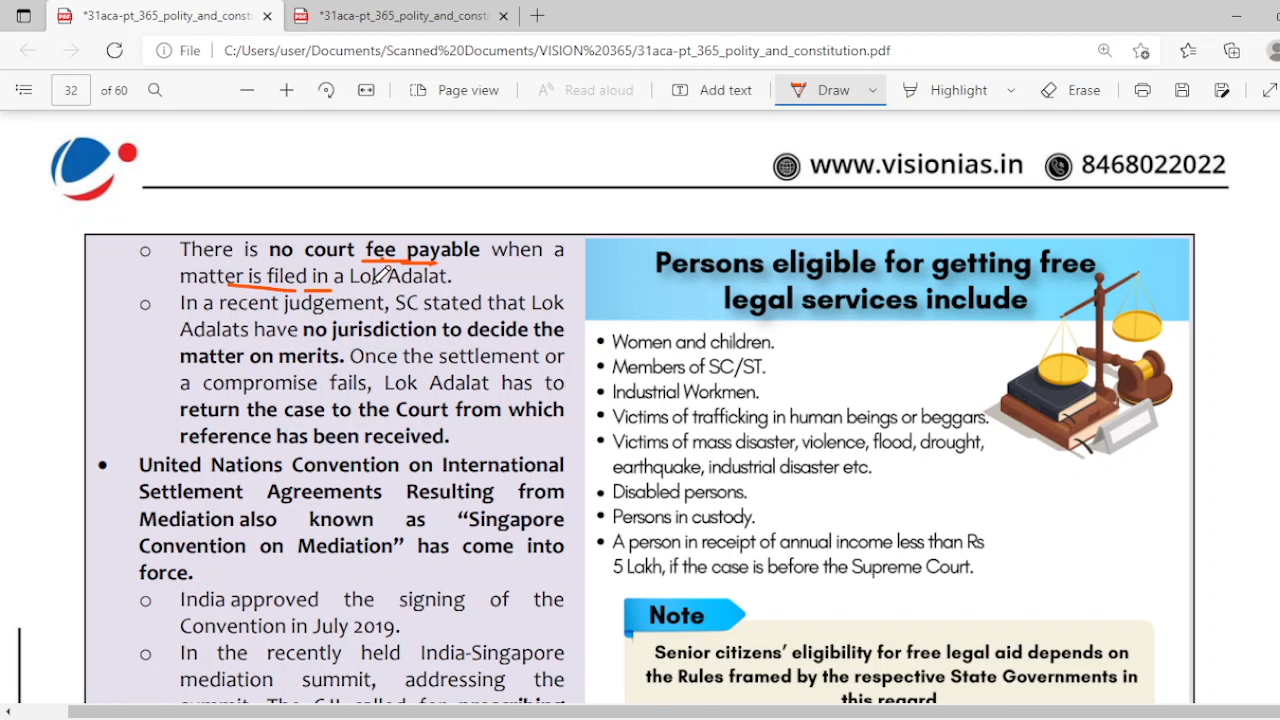 *31aca-pt_365_polity_and_consti
*31aca-pt_365_polity_and_consti
File
C:/Users/user/Documents/Scanned%20Documents/VISION%20365/31aca-pt_365_polity_and_constitution.pdf
32 of 60
Page view
Read aloud
Add text
Draw
Highlight
Erase
www.visionias.in 8468022022
o There is no court fee payable when a
matter is filed in a Lok Adalat.
o In a recent judgement, SC stated that Lok
Adalats have no jurisdiction to decide the
matter on merits. Once the settlement or
a compromise fails, Lok Adalat has to
return the case to the Court from which
reference has been received.
• United Nations Convention on International
Settlement Agreements Resulting from
Mediation also known as “Singapore
Convention on Mediation” has come into
force.
o India approved the signing of the
Convention in July 2019.
o In the recently held India-Singapore
mediation summit, addressing the
summit, The CJI called for prescribing
Persons eligible for getting free
legal services include
• Women and children.
• Members of SC/ST.
• Industrial Workmen.
• Victims of trafficking in human beings or beggars.
• Victims of mass disaster, violence, flood, drought,
earthquake, industrial disaster etc.
• Disabled persons.
• Persons in custody.
• A person in receipt of annual income less than Rs
5 Lakh, if the case is before the Supreme Court.
Note
Senior citizens’ eligibility for free legal aid depends on
the Rules framed by the respective State Governments in
this regard